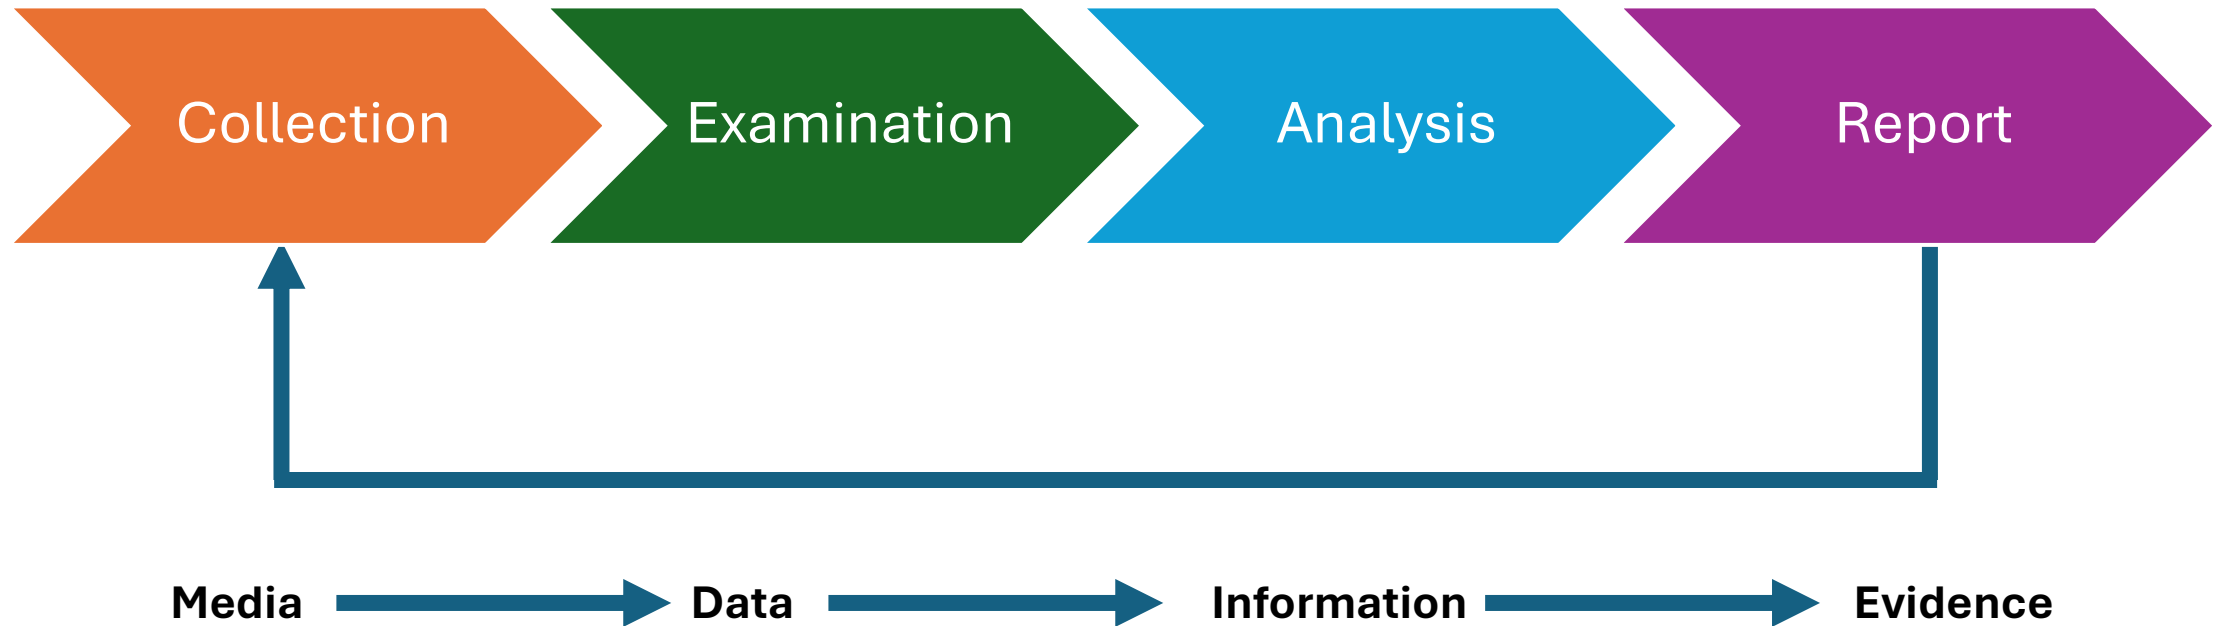 Collection
Examination
Analysis
Report
Media
Data
Information
Evidence